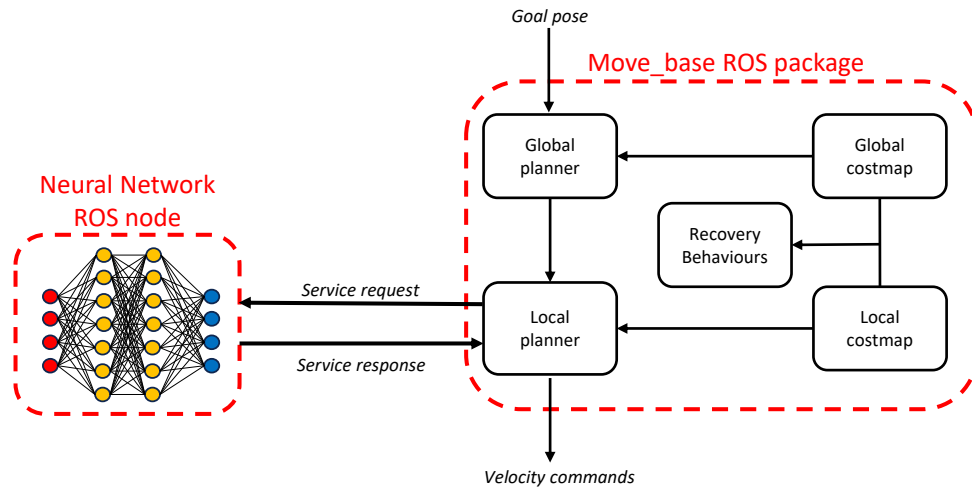 Goal pose
Move_base ROS package
Global
planner
Global
costmap
Neural Network
ROS node
Recovery
Behaviours
Service request
Local
planner
Local
costmap
Service response
Velocity commands